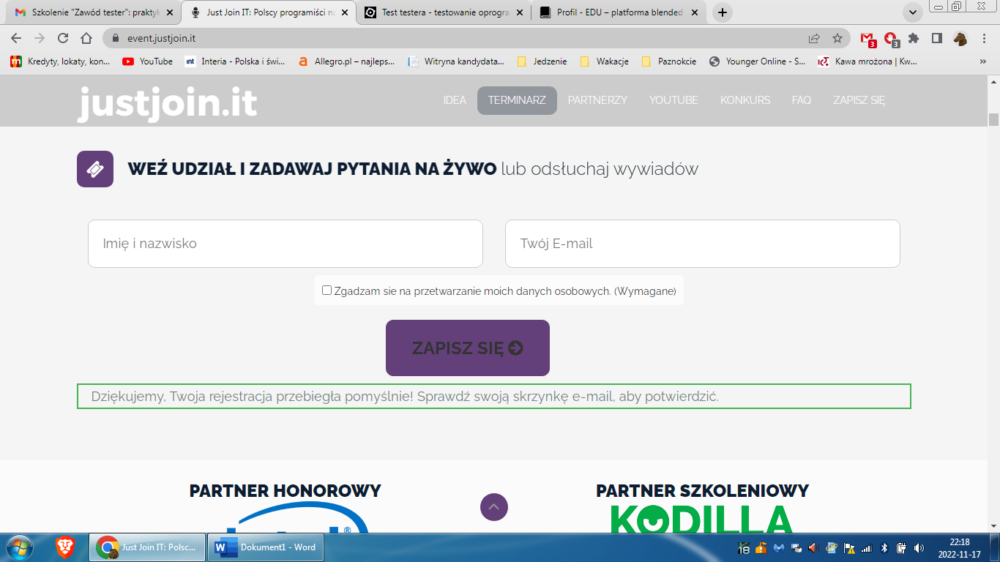 Szkolenie "Zawód tester": praktyk
Just Join IT: Polscy programiści na
Test testera - testowanie oprogra
Profil - EDU – platforma blended
event.justjoin.it
3
3
Kredyty, lokaty, kon...
YouTube
int
Interia - Polska i świ...
a
Allegro.pl – najleps...
Witryna kandydata...
Jedzenie
Wakacje
Paznokcie
Younger Online - S...
Kawa mrożona | Kw...
»
justjoin.it
IDEA
TERMINARZ
PARTNERZY
YOUTUBE
KONKURS
FAQ
ZAPISZ SIĘ
WEŹ UDZIAŁ I ZADAWAJ PYTANIA NA ŻYWO lub odsłuchaj wywiadów
Imię i nazwisko
Twój E-mail
Zgadzam sie na przetwarzanie moich danych osobowych. (Wymagane)
ZAPISZ SIĘ
Dziękujemy, Twoja rejestracja przebiegła pomyślnie! Sprawdź swoją skrzynkę e-mail, aby potwierdzić.
PARTNER HONOROWY
PARTNER SZKOLENIOWY
®
KODILLA
Just Join IT: Polsc...
W
Dokument1 - Word
18
22:18
2022-11-17